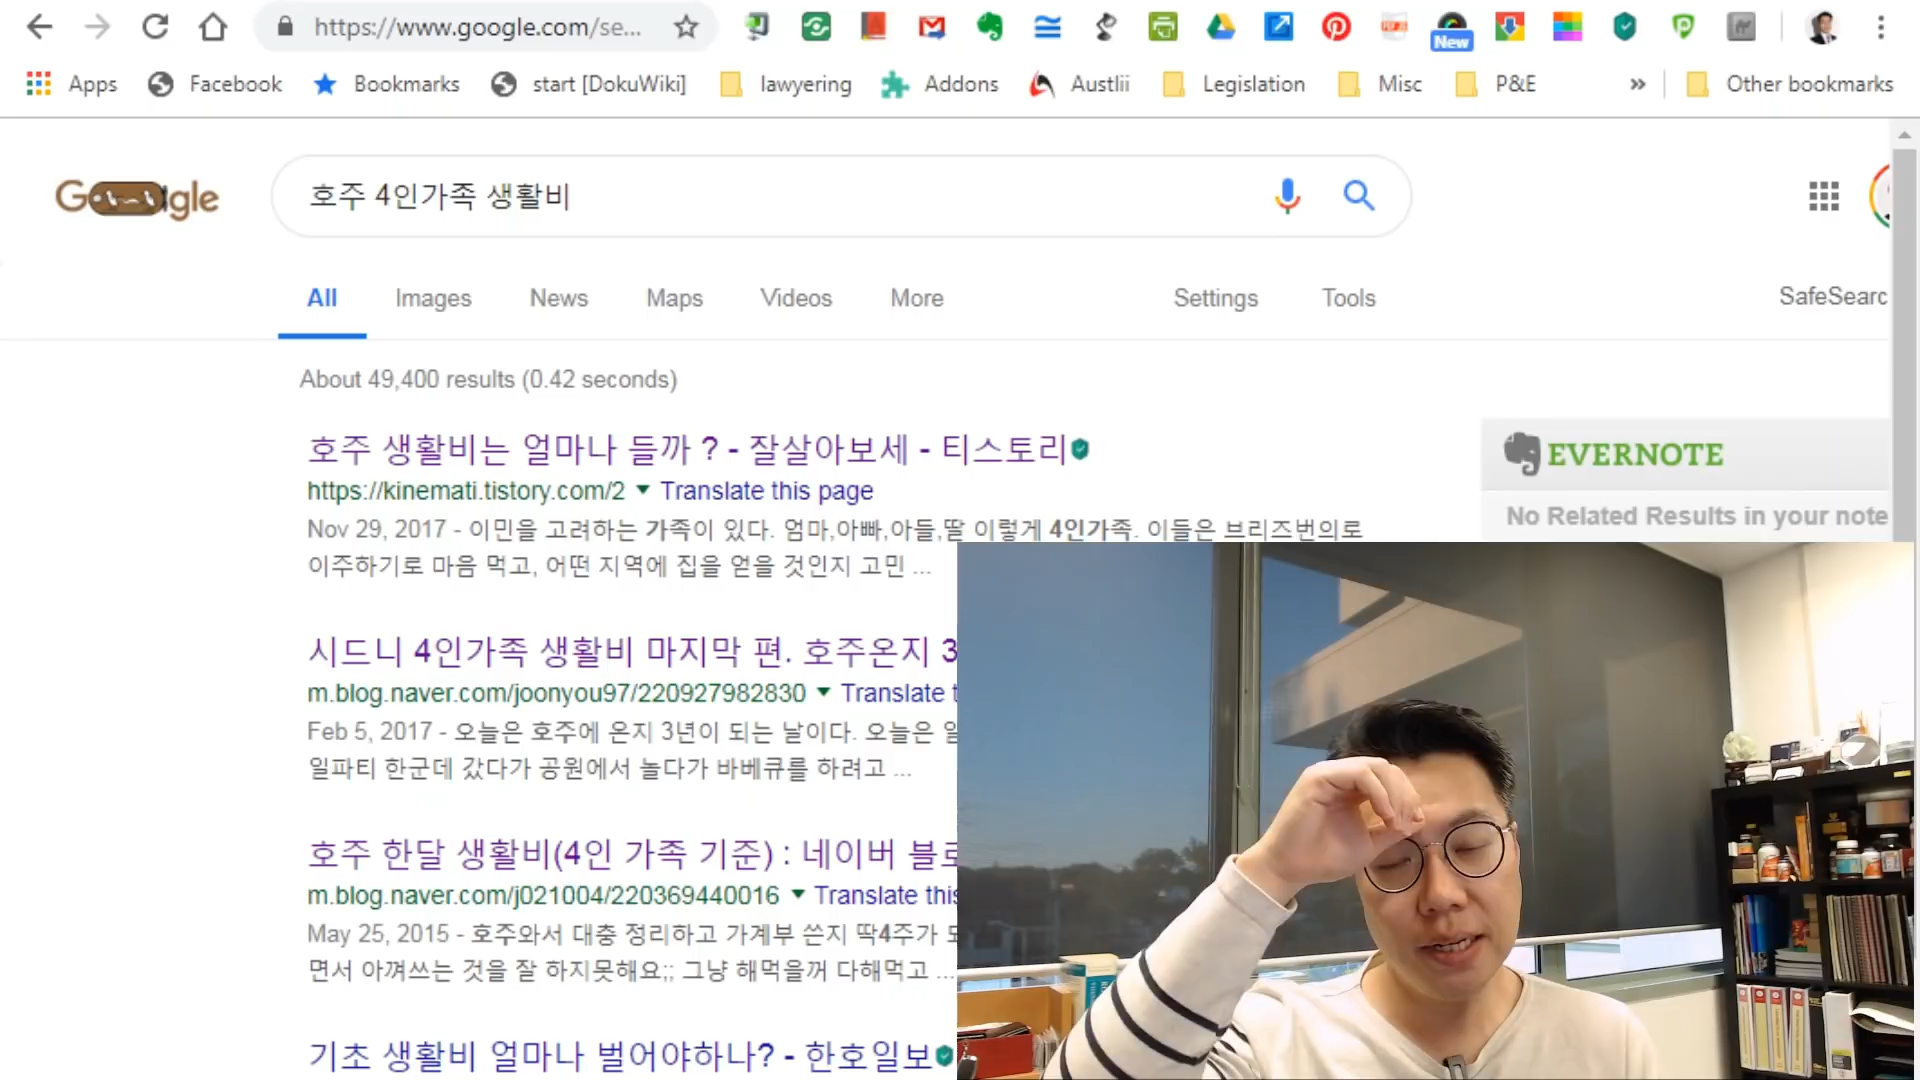 https://www.google.com/se...
New
Apps
Facebook
Bookmarks
start [DokuWiki]
lawyering
Addons
Austlii
Legislation
Misc
P&E
»
Other bookmarks
호주 4인가족 생활비
All
Images
News
Maps
Videos
More
Settings
Tools
SafeSearc
About 49,400 results (0.42 seconds)
호주 생활비는 얼마나 들까 ? - 잘살아보세 - 티스토리
https://kinemati.tistory.com/2 ▼ Translate this page
Nov 29, 2017 - 이민을 고려하는 가족이 있다. 엄마,아빠,아들,딸 이렇게 4인가족. 이들은 브리즈번의로
이주하기로 마음 먹고, 어떤 지역에 집을 얻을 것인지 고민 ...
EVERNOTE
No Related Results in your note
시드니 4인가족 생활비 마지막 편. 호주온지 3
m.blog.naver.com/joonyou97/220927982830 ▼ Translate t
Feb 5, 2017 - 오늘은 호주에 온지 3년이 되는 날이다. 오늘은 일
일파티 한군데 갔다가 공원에서 놀다가 바베큐를 하려고 ...
호주 한달 생활비(4인 가족 기준) : 네이버 블로
m.blog.naver.com/j021004/220369440016 ▼ Translate this
May 25, 2015 - 호주와서 대충 정리하고 가계부 쓴지 딱4주가 되
면서 아껴쓰는 것을 잘 하지못해요;; 그냥 해먹을꺼 다해먹고 ...
기초 생활비 얼마나 벌어야하나? - 한호일보